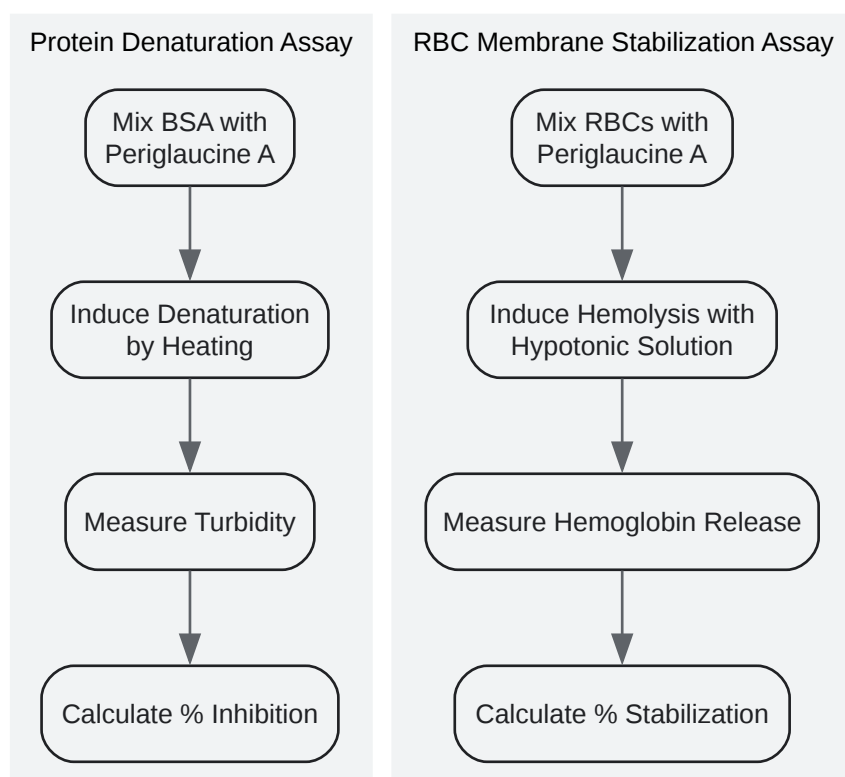 Protein Denaturation Assay
Mix BSA with
Periglaucine A
Induce Denaturation
by Heating
Measure Turbidity
Calculate % Inhibition
RBC Membrane Stabilization Assay
Mix RBCs with
Periglaucine A
Induce Hemolysis with
Hypotonic Solution
Measure Hemoglobin Release
Calculate % Stabilization